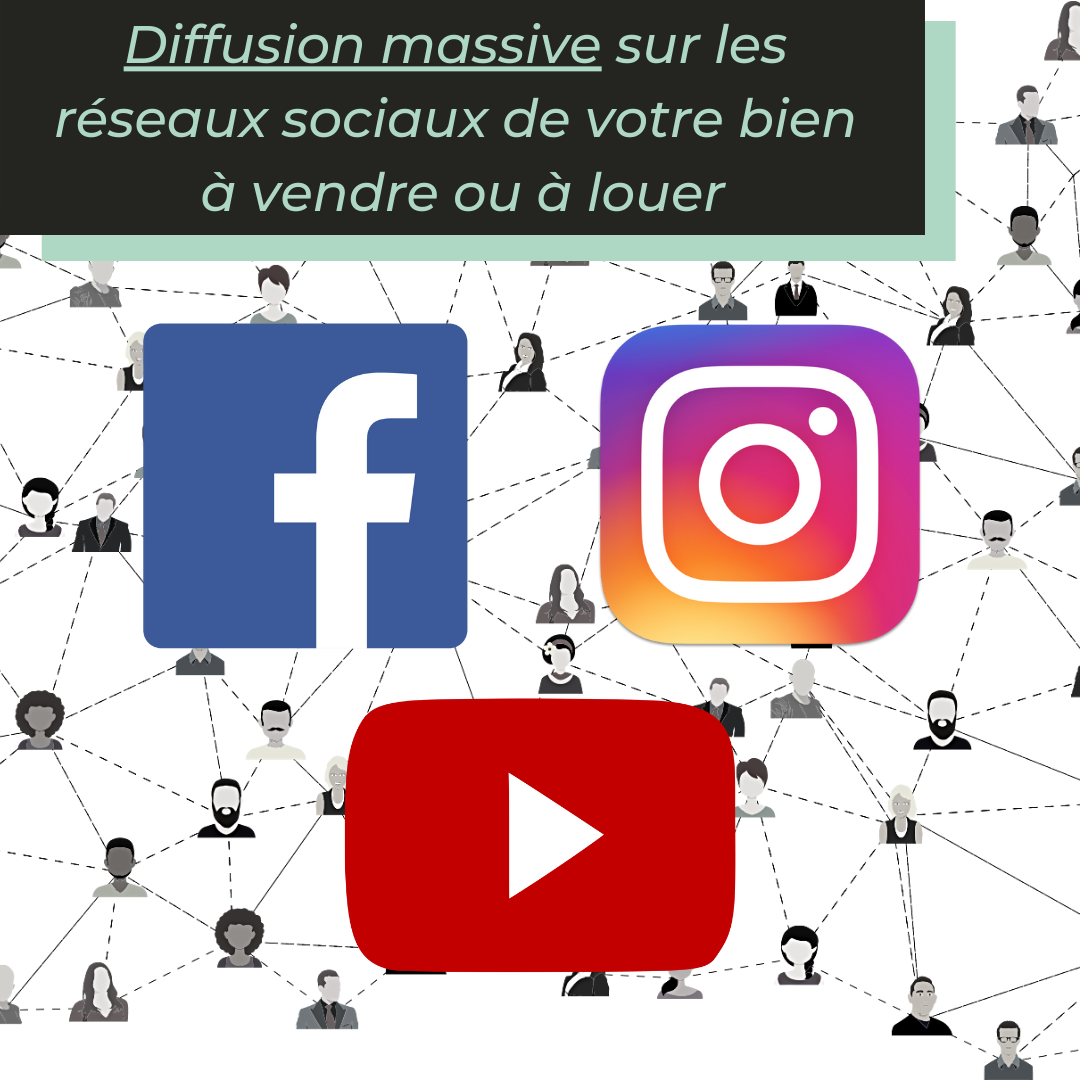 Diffusion massive sur les
réseaux sociaux de votre bien
à vendre ou à louer
f